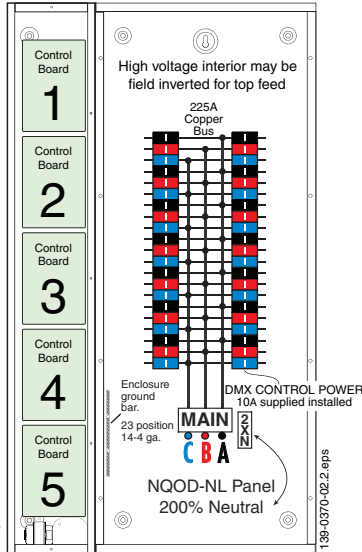 Control
Board
1
Control
Board
2
Control
Board
3
Control
Board
4
Control
Board
5
High voltage interior may be
field inverted for top feed
225A
Copper
Bus
Enclosure
ground
bar.
23 position
14-4 ga.
DMX CONTROL POWER
10A supplied installed
MAIN
2XN
C B A
NQOD-NL Panel
200% Neutral
139-0370-02.2.eps